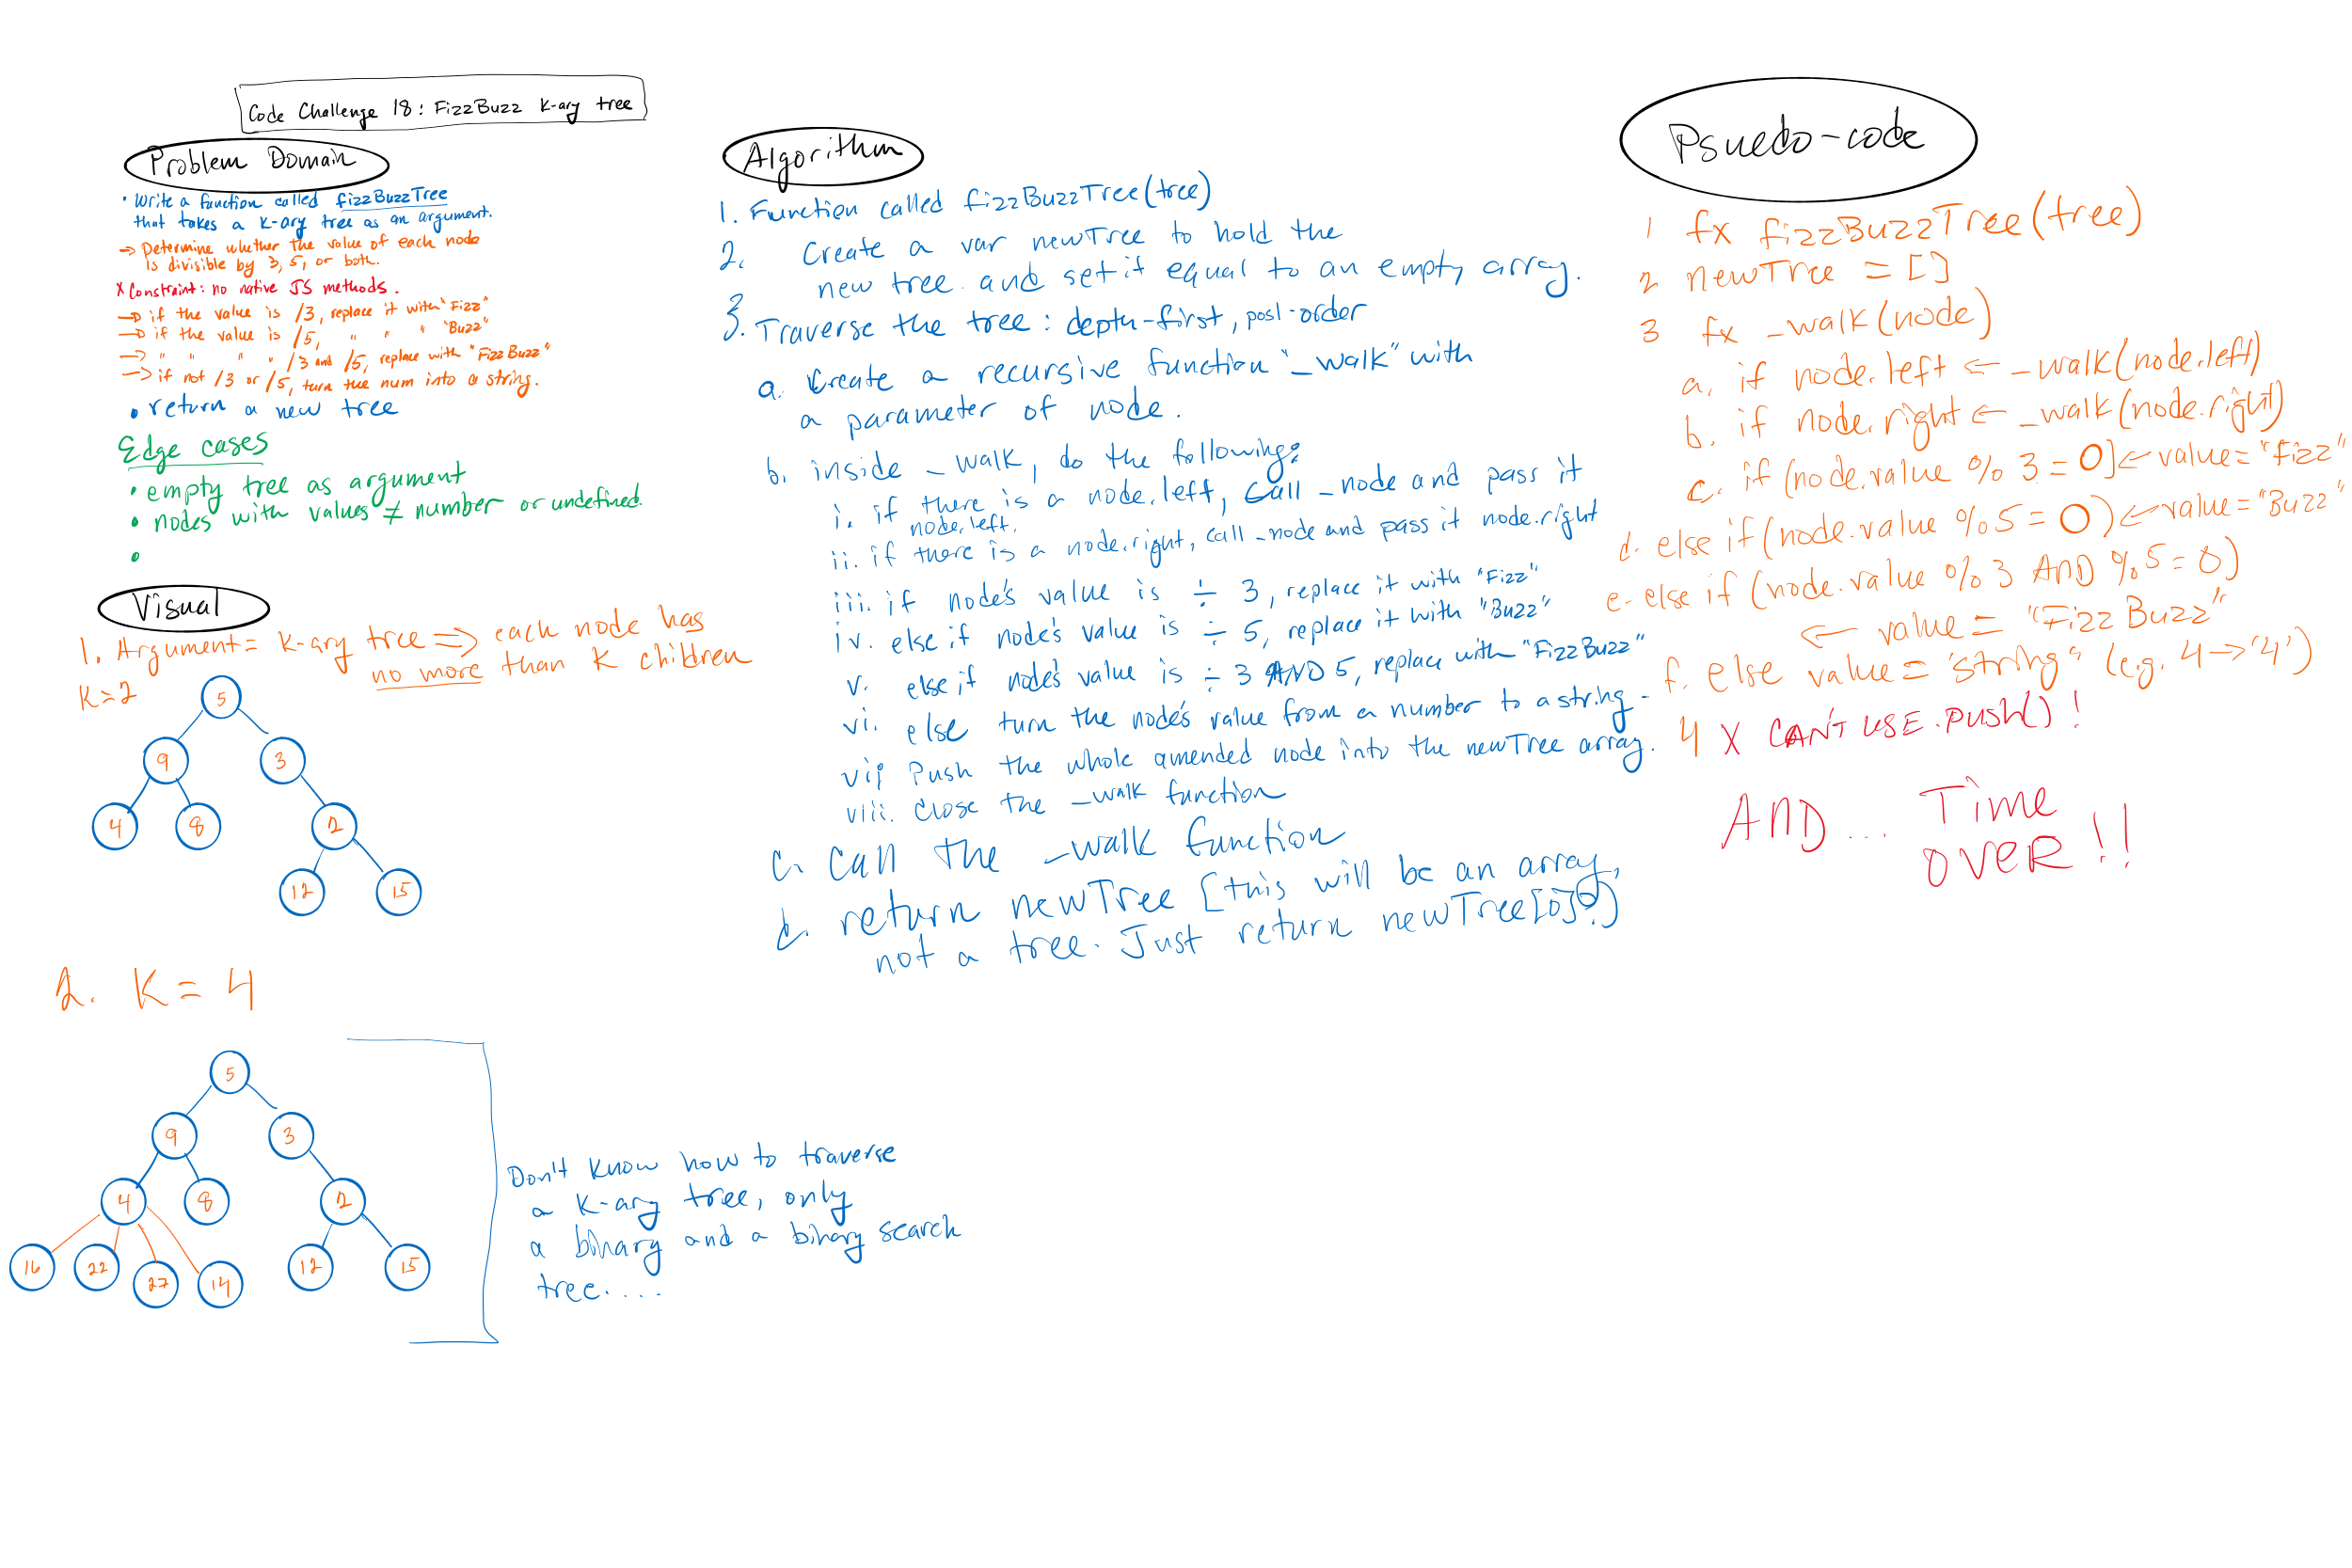 Code Challenge 18: FizzBuzz K-ary tree
Problem Domain
• Write a function called fizzBuzzTree
that takes a K-ary tree as an argument.
→ Determine whether the value of each node
is divisible by 3, 5, or both.
X Constraint: no native JS methods.
→ if the value is /3, replace it with "Fizz"
→ if the value is /5, " " " "Buzz"
→ " " " " /3 and /5, replace with "FizzBuzz"
→ if not /3 or /5, turn the num into a string.
• return a new tree
Edge cases
• empty tree as argument
• nodes with values ≠ number or undefined.
•
Visual
1. Argument = K-ary tree ⇒ each node has
no more than K children
K=2
5
9 3
4 8 2
12 15
2. K = 4
5
9 3
4 8 2
16 22 27 14 12 15
Don't know how to traverse
a K-ary tree, only
a binary and a binary search
tree....
Algorithm
1. Function called fizzBuzzTree(tree)
2. Create a var newTree to hold the
new tree and set it equal to an empty array.
3. Traverse the tree: depth-first, post-order
a. Create a recursive function "_walk" with
a parameter of node.
b. inside _walk, do the following:
i. if there is a node.left, call _node and pass it
node.left.
ii. if there is a node.right, call _node and pass it node.right
iii. if node's value is ÷ 3, replace it with "Fizz"
iv. else if node's value is ÷ 5, replace it with "Buzz"
v. else if node's value is ÷ 3 AND 5, replace with "FizzBuzz"
vi. else turn the node's value from a number to a string.
vii. Push the whole amended node into the newTree array.
viii. Close the _walk function
c. Call the _walk function
d. return newTree [this will be an array,
not a tree. Just return newTree[0]?)
Psuedo-code
1 fx fizzBuzzTree(tree)
2 newTree = []
3 fx _walk(node)
a. if node.left ← _walk(node.left)
b. if node.right ← _walk(node.right)
c. if (node.value % 3 = 0) ← value = "Fizz"
d. else if (node.value % 5 = 0) ← value = "Buzz"
e. else if (node.value % 3 AND % 5 = 0)
← value = "Fizz Buzz"
f. else value = "string" (e.g. 4 → '4')
4 X CAN'T USE .push()!
AND... Time
OVER!!